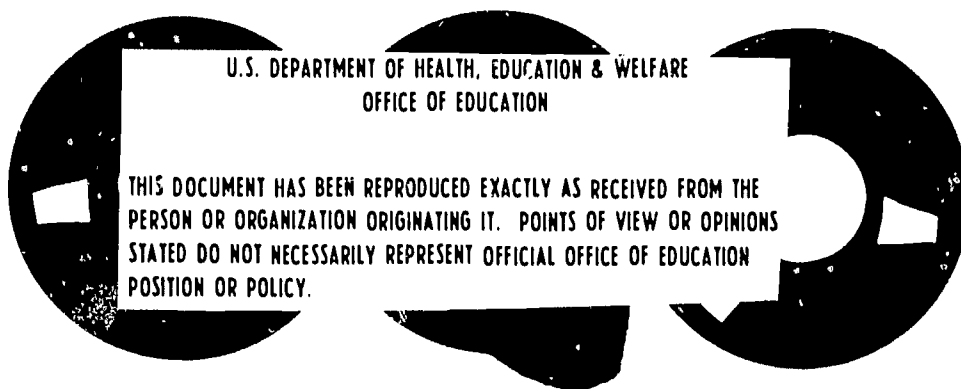 U.S. DEPARTMENT OF HEALTH, EDUCATION & WELFARE
OFFICE OF EDUCATION
THIS DOCUMENT HAS BEEN REPRODUCED EXACTLY AS RECEIVED FROM THE
PERSON OR ORGANIZATION ORIGINATING IT. POINTS OF VIEW OR OPINIONS
STATED DO NOT NECESSARILY REPRESENT OFFICIAL OFFICE OF EDUCATION
POSITION OR POLICY.